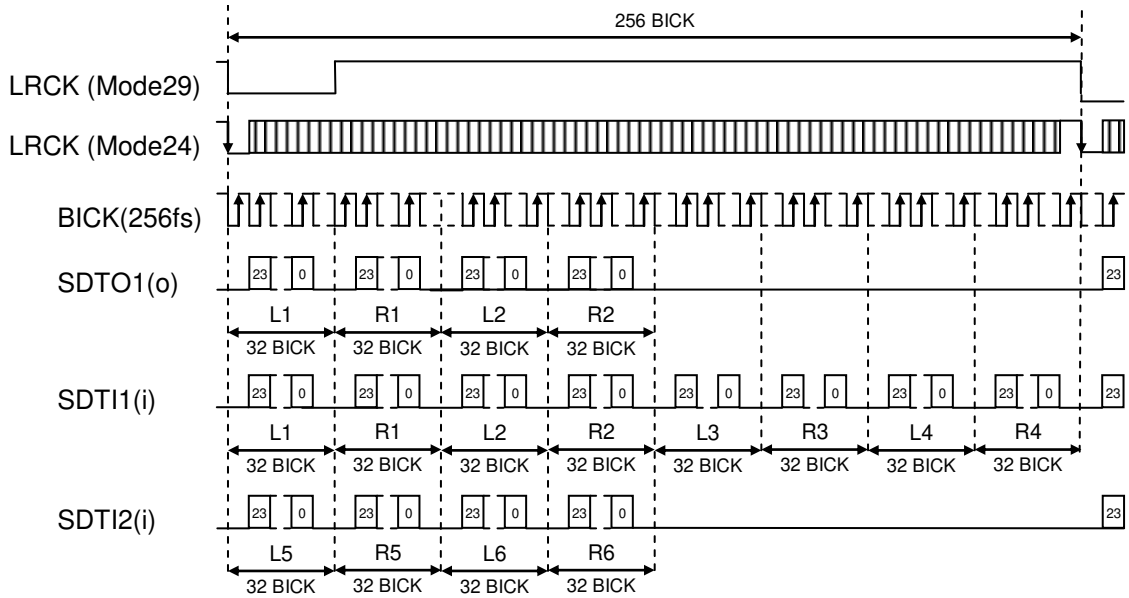 256 BICK
LRCK (Mode29)
LRCK (Mode24)
BICK(256fs)
SDTO1(o) 23 0 23 0 23 0 23 0 23
L1 R1 L2 R2
32 BICK 32 BICK 32 BICK 32 BICK
SDTI1(i) 23 0 23 0 23 0 23 0 23 0 23 0 23 0 23 0 23
L1 R1 L2 R2 L3 R3 L4 R4
32 BICK 32 BICK 32 BICK 32 BICK 32 BICK 32 BICK 32 BICK 32 BICK
SDTI2(i) 23 0 23 0 23 0 23 0 23
L5 R5 L6 R6
32 BICK 32 BICK 32 BICK 32 BICK